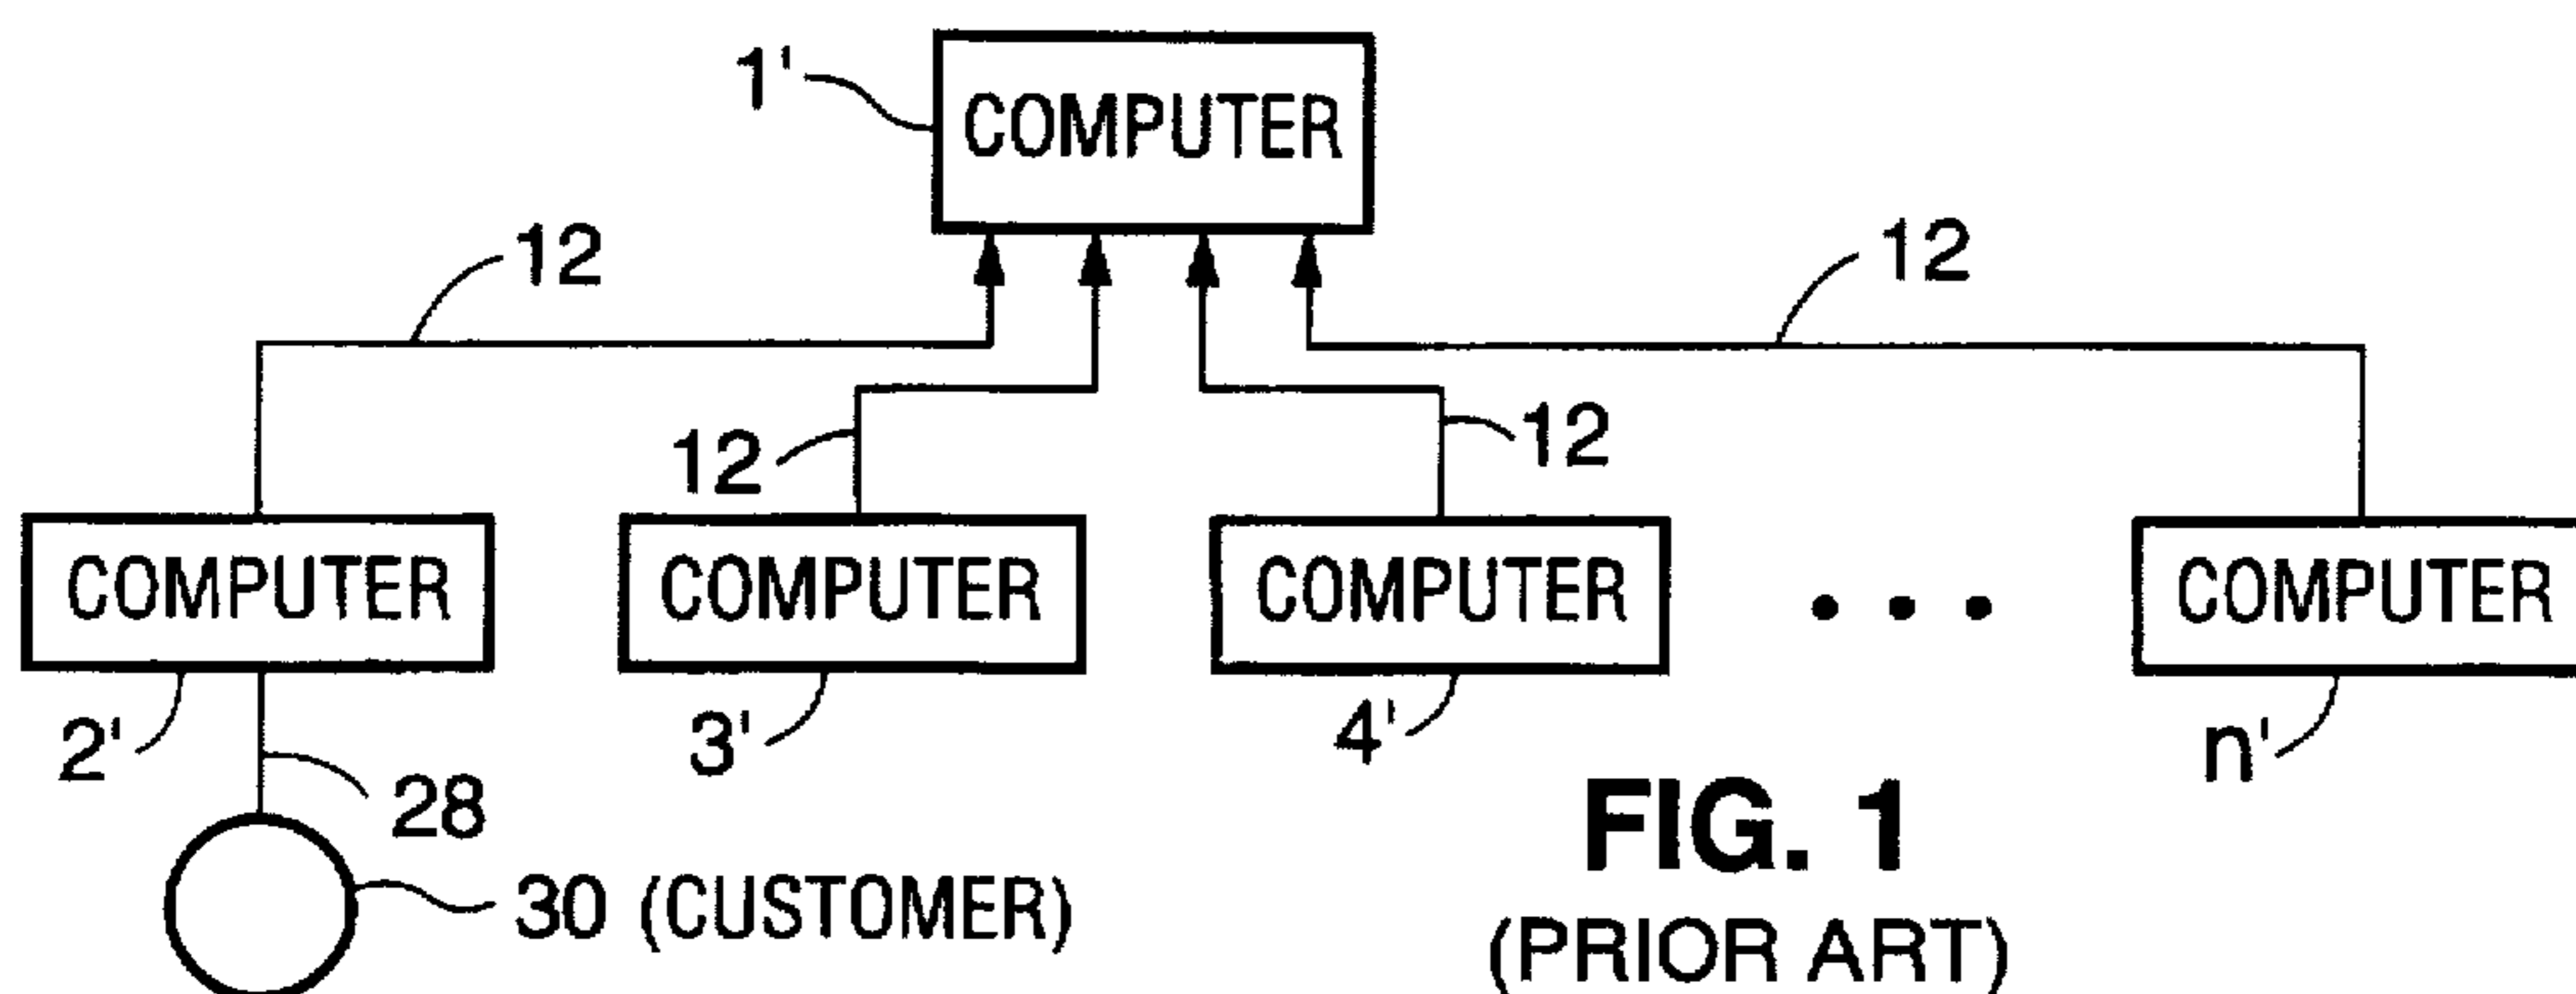 1'
COMPUTER
12
12
12
12
COMPUTER
COMPUTER
COMPUTER
COMPUTER
2'
3'
4'
n'
28
30 (CUSTOMER)
FIG. 1
(PRIOR ART)